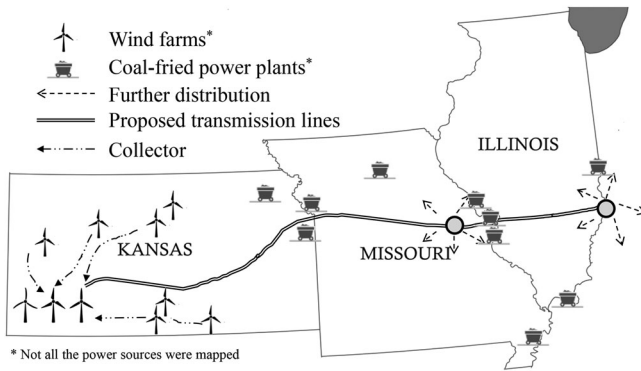 Wind farms*
Coal-fried power plants*
Further distribution
Proposed transmission lines
Collector
ILLINOIS
KANSAS
MISSOURI
* Not all the power sources were mapped